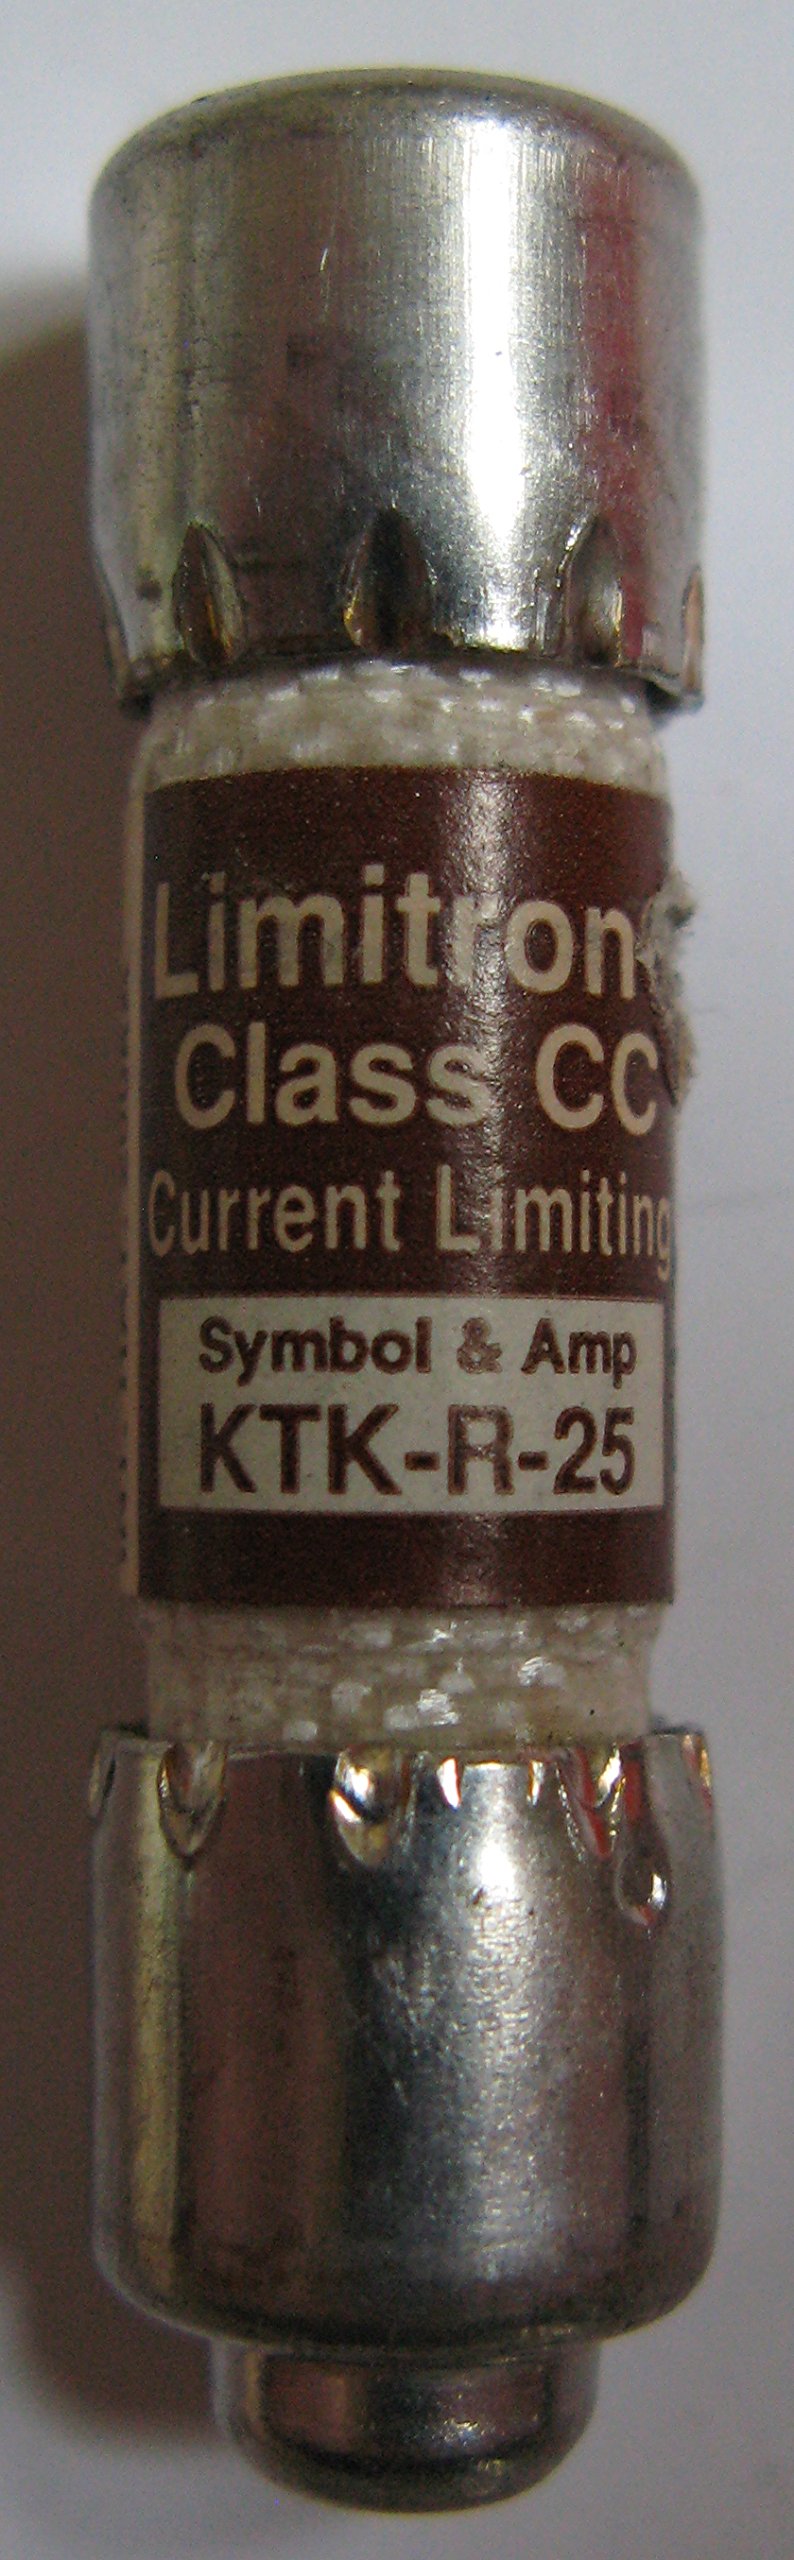 Limitron
Class CC
Current Limiting
Symbol & Amp
KTK-R-25